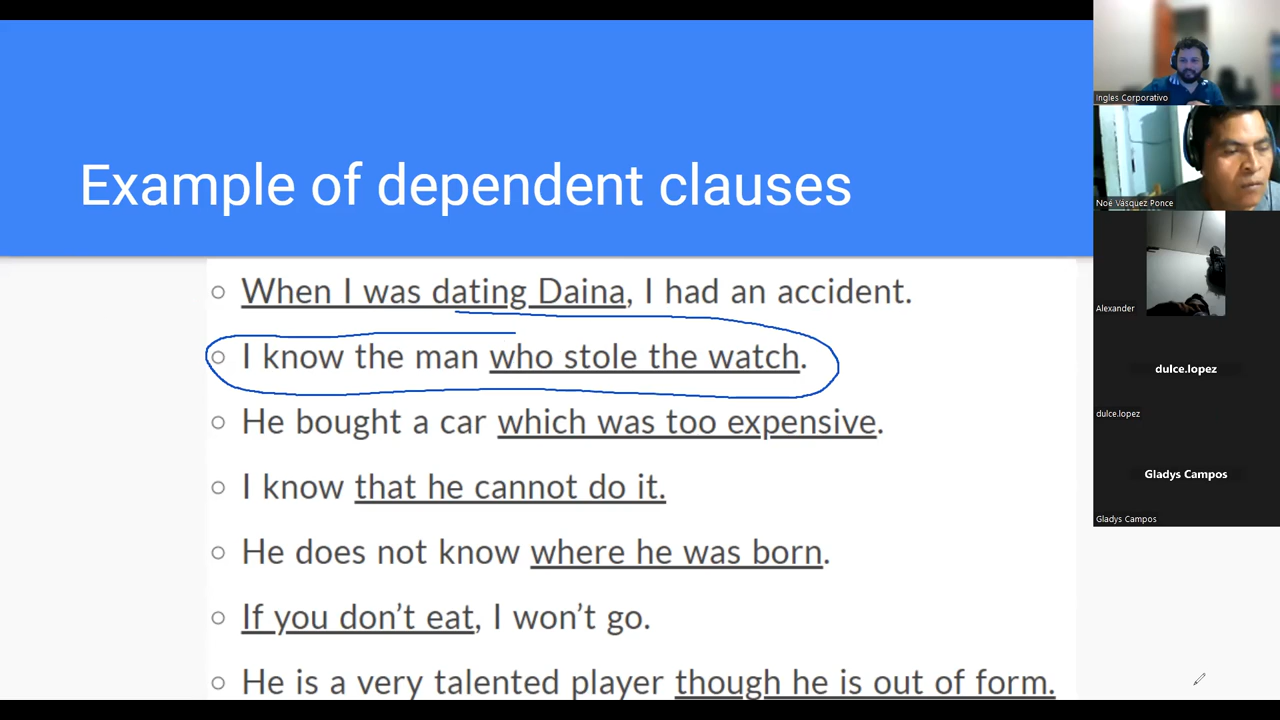 Example of dependent clauses
When I was dating Daina, I had an accident.
I know the man who stole the watch.
He bought a car which was too expensive.
I know that he cannot do it.
He does not know where he was born.
If you don't eat, I won't go.
He is a very talented player though he is out of form.
Ingles Corporativo
Noé Vásquez Ponce
Alexander
dulce.lopez
dulce.lopez
Gladys Campos
Gladys Campos